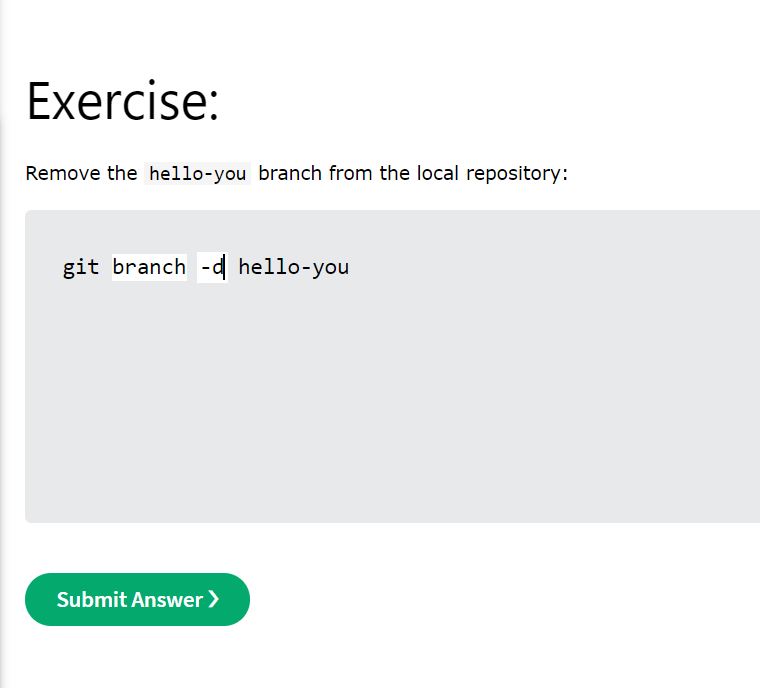 Exercise:
Remove the hello-you branch from the local repository:
git branch -d hello-you
Submit Answer ❯